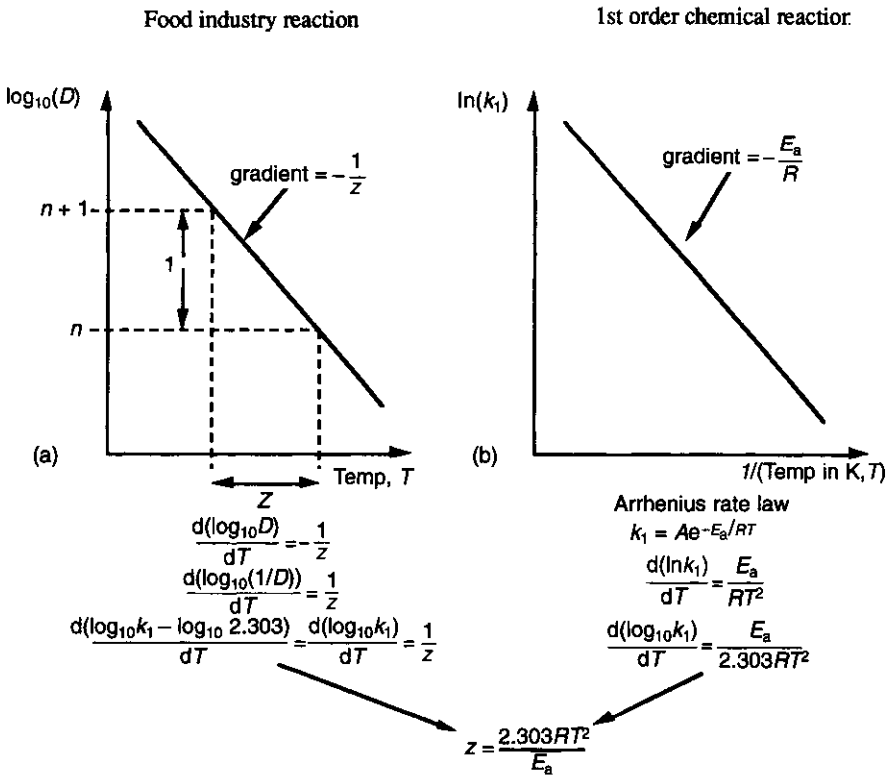 Food industry reaction
1st order chemical reaction
log₁₀(D)
gradient = -1/z
n + 1
1
n
(a)
Temp, T
Z
d(log₁₀D)/dT = -1/z
d(log₁₀(1/D))/dT = 1/z
d(log₁₀k₁ – log₁₀ 2.303)/dT = d(log₁₀k₁)/dT = 1/z
ln(k₁)
gradient = -Eₐ/R
(b)
1/(Temp in K, T)
Arrhenius rate law
k₁ = Ae^(-Eₐ/RT)
d(lnk₁)/dT = Eₐ/RT²
d(log₁₀k₁)/dT = Eₐ/2.303RT²
z = 2.303RT²/Eₐ